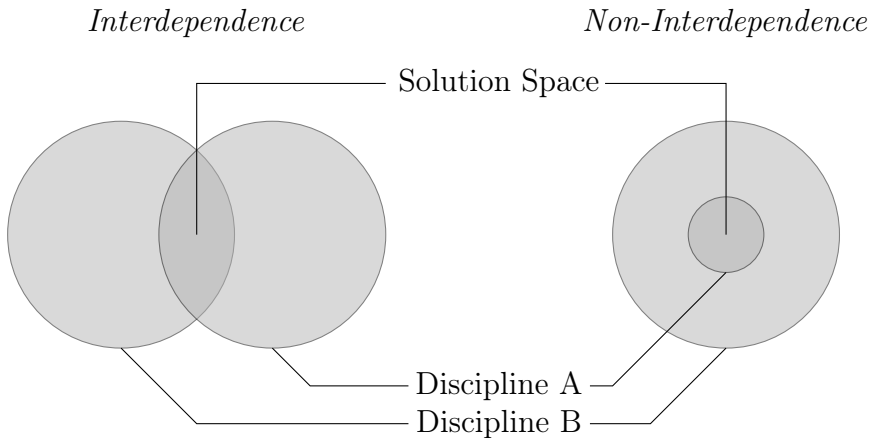 Interdependence
Non-Interdependence
Solution Space
Discipline A
Discipline B